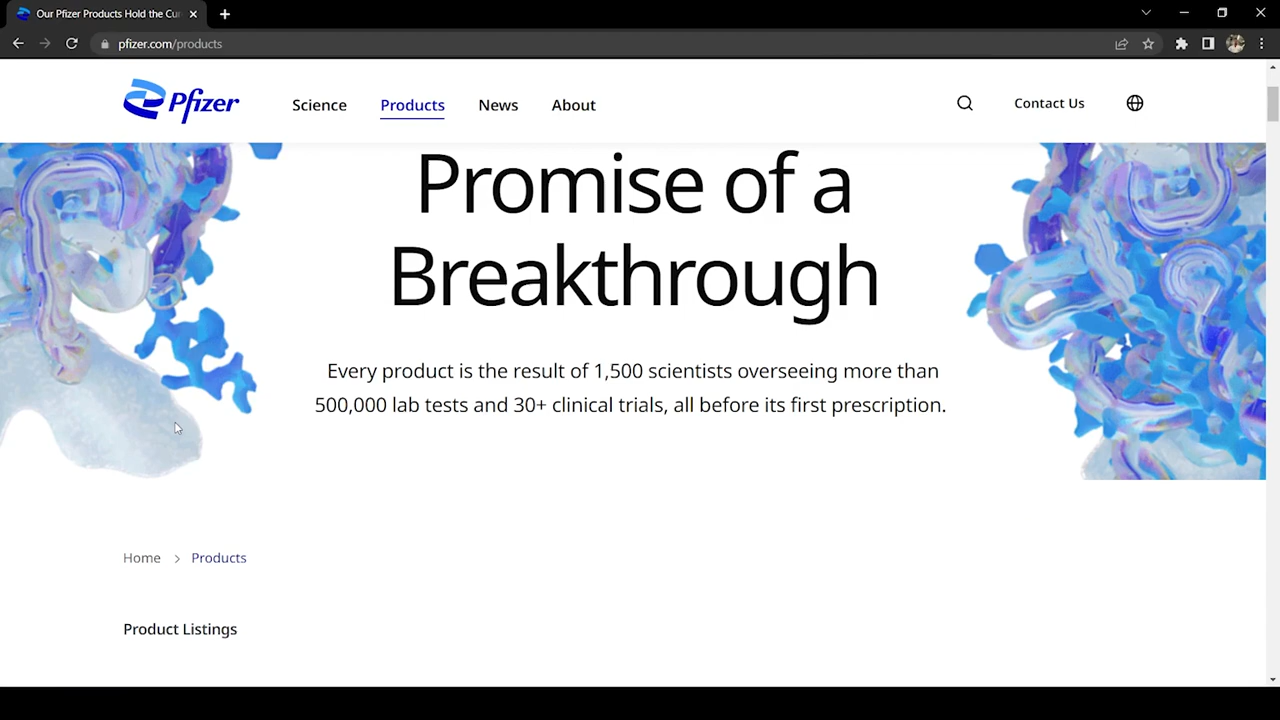 Our Pfizer Products Hold the Cur
pfizer.com/products
Pfizer
Science
Products
News
About
Contact Us
Promise of a
Breakthrough
Every product is the result of 1,500 scientists overseeing more than
500,000 lab tests and 30+ clinical trials, all before its first prescription.
Home
Products
Product Listings